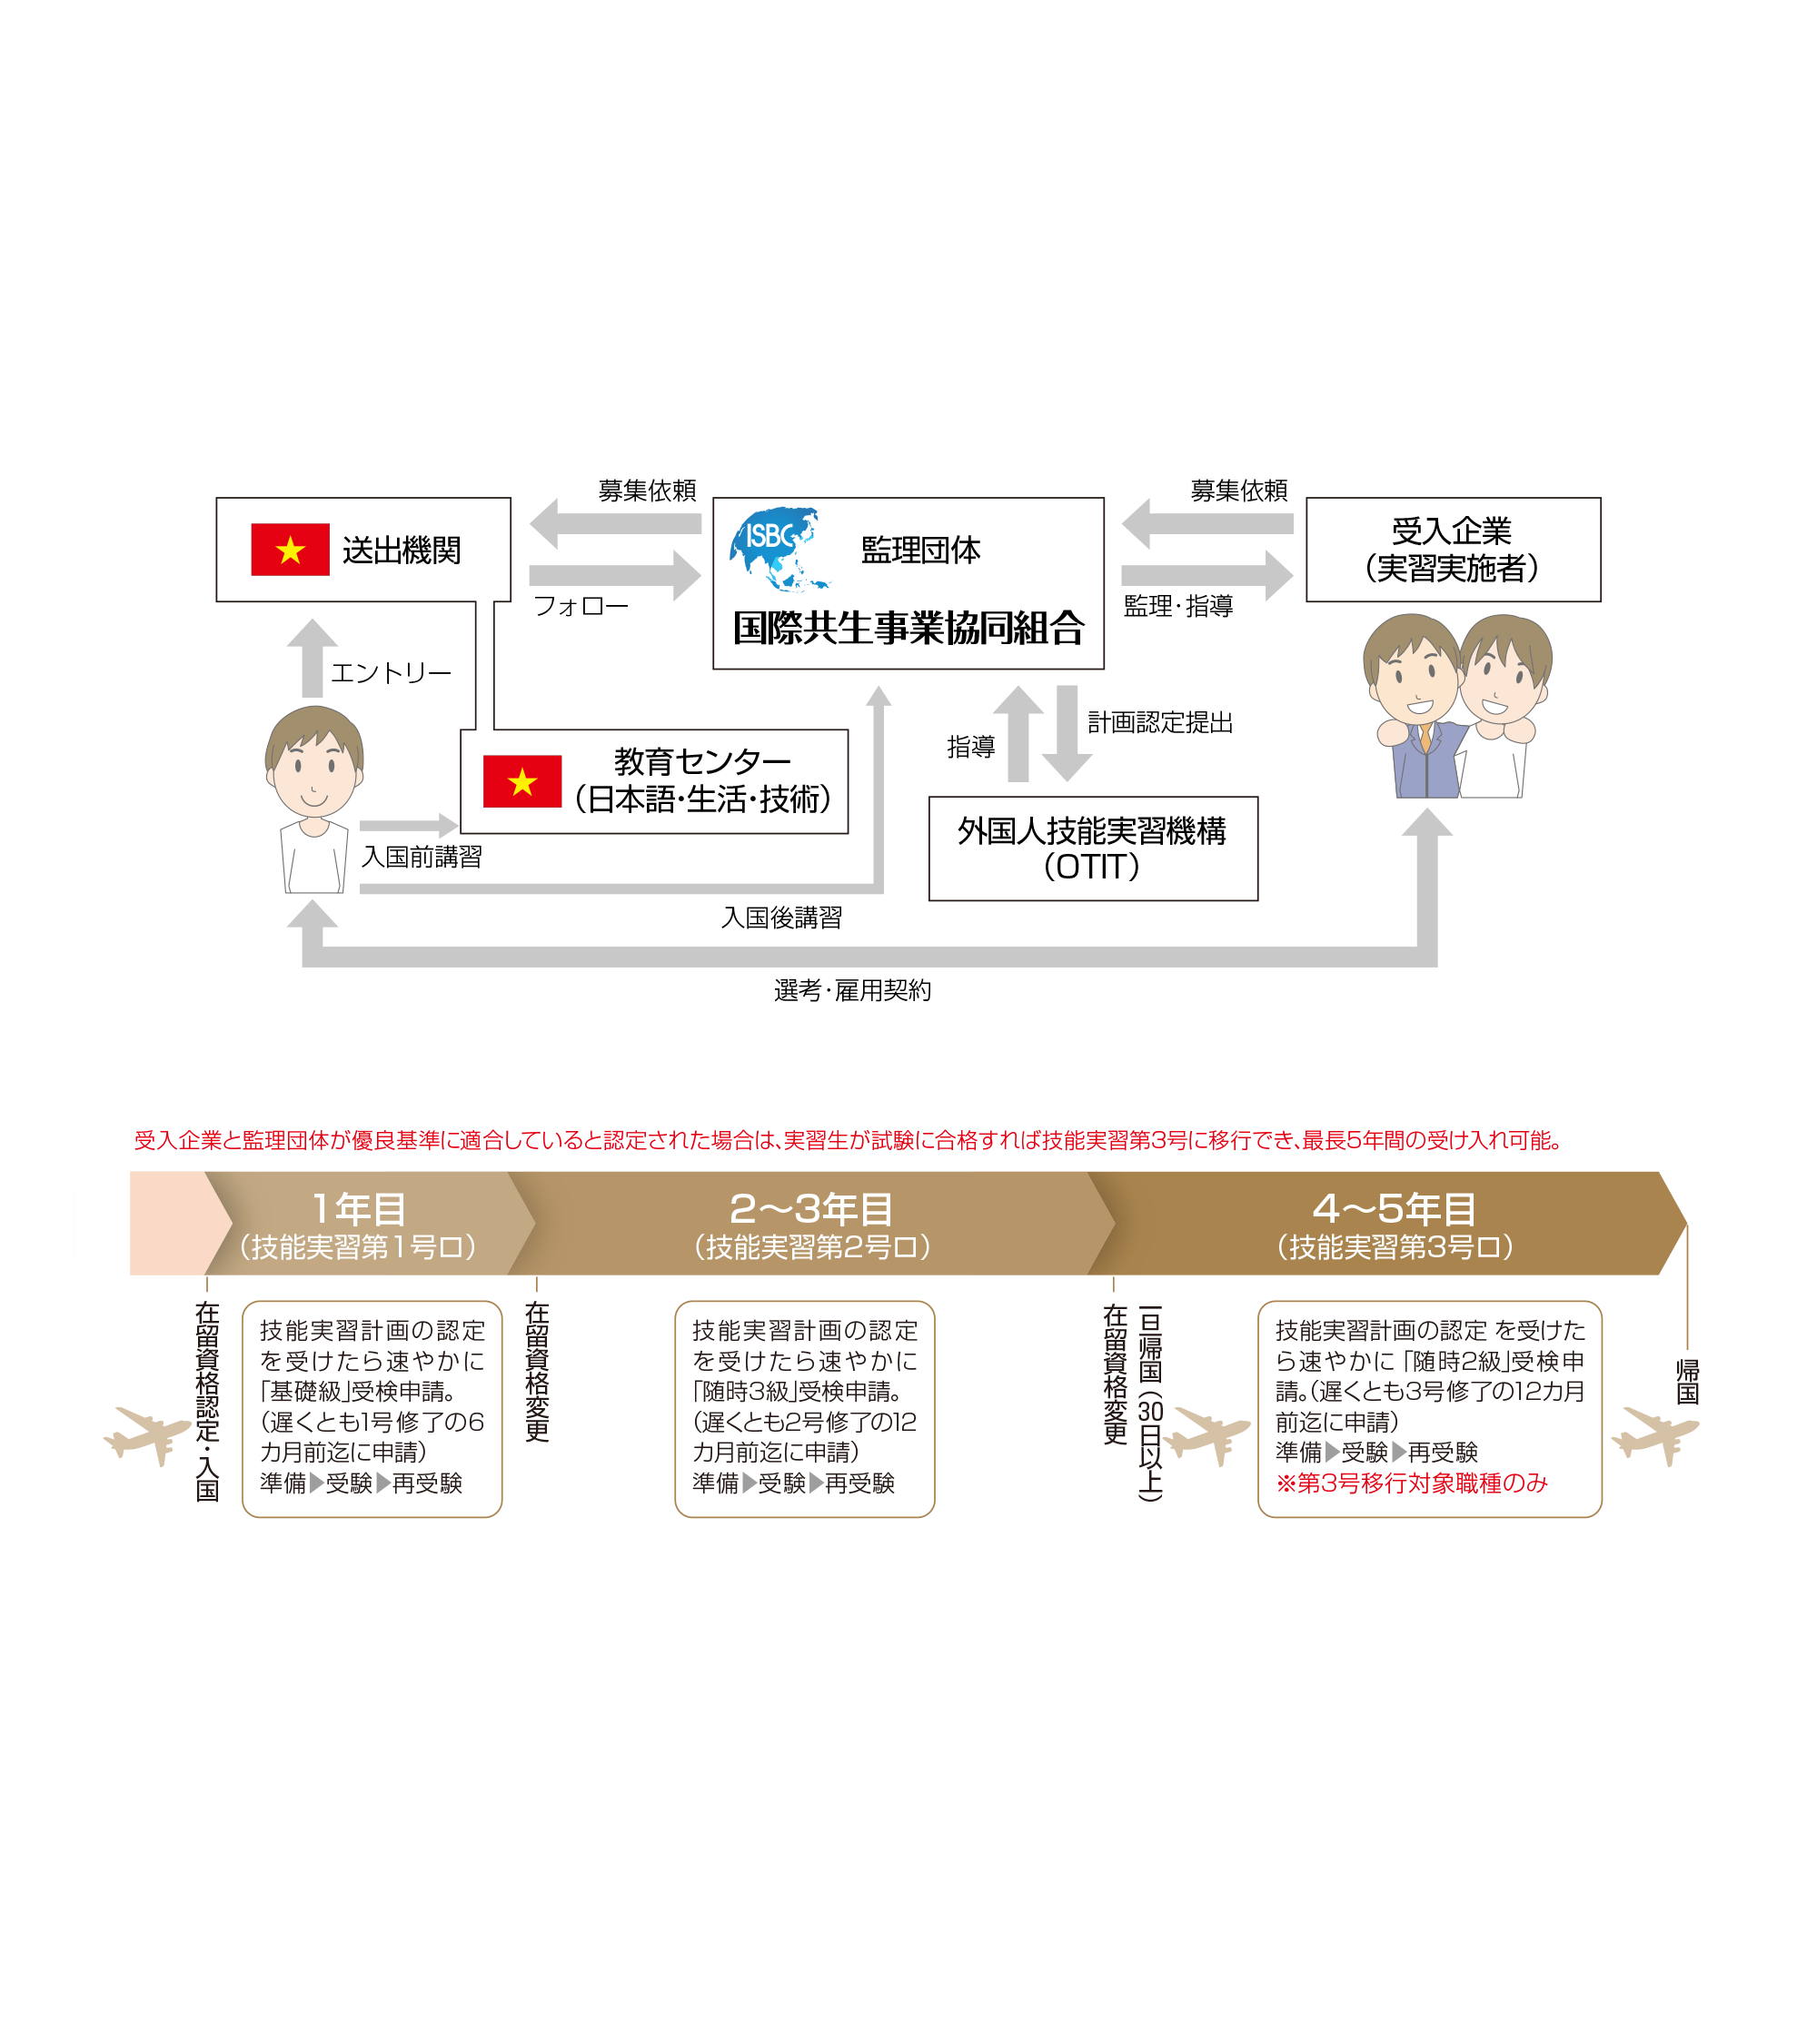 募集依頼
募集依頼
送出機関
ISBC
監理団体
国際共生事業協同組合
受入企業
（実習実施者）
フォロー
監理・指導
エントリー
教育センター
（日本語・生活・技術）
指導
計画認定提出
外国人技能実習機構
（OTIT）
入国前講習
入国後講習
選考・雇用契約
受入企業と監理団体が優良基準に適合していると認定された場合は、実習生が試験に合格すれば技能実習第3号に移行でき、最長5年間の受け入れ可能。
1年目
（技能実習第1号ロ）
2～3年目
（技能実習第2号ロ）
4～5年目
（技能実習第3号ロ）
在留資格認定・入国
技能実習計画の認定
を受けたら速やかに
「基礎級」受検申請。
（遅くとも1号修了の6
カ月前迄に申請）
準備▶受験▶再受験
在留資格変更
技能実習計画の認定
を受けたら速やかに
「随時3級」受検申請。
（遅くとも2号修了の12
カ月前迄に申請）
準備▶受験▶再受験
一旦帰国（30日以上）
在留資格変更
技能実習計画の認定 を受けた
ら速やかに「随時2級」受検申
請。（遅くとも3号修了の12カ月
前迄に申請）
準備▶受験▶再受験
※第3号移行対象職種のみ
帰国